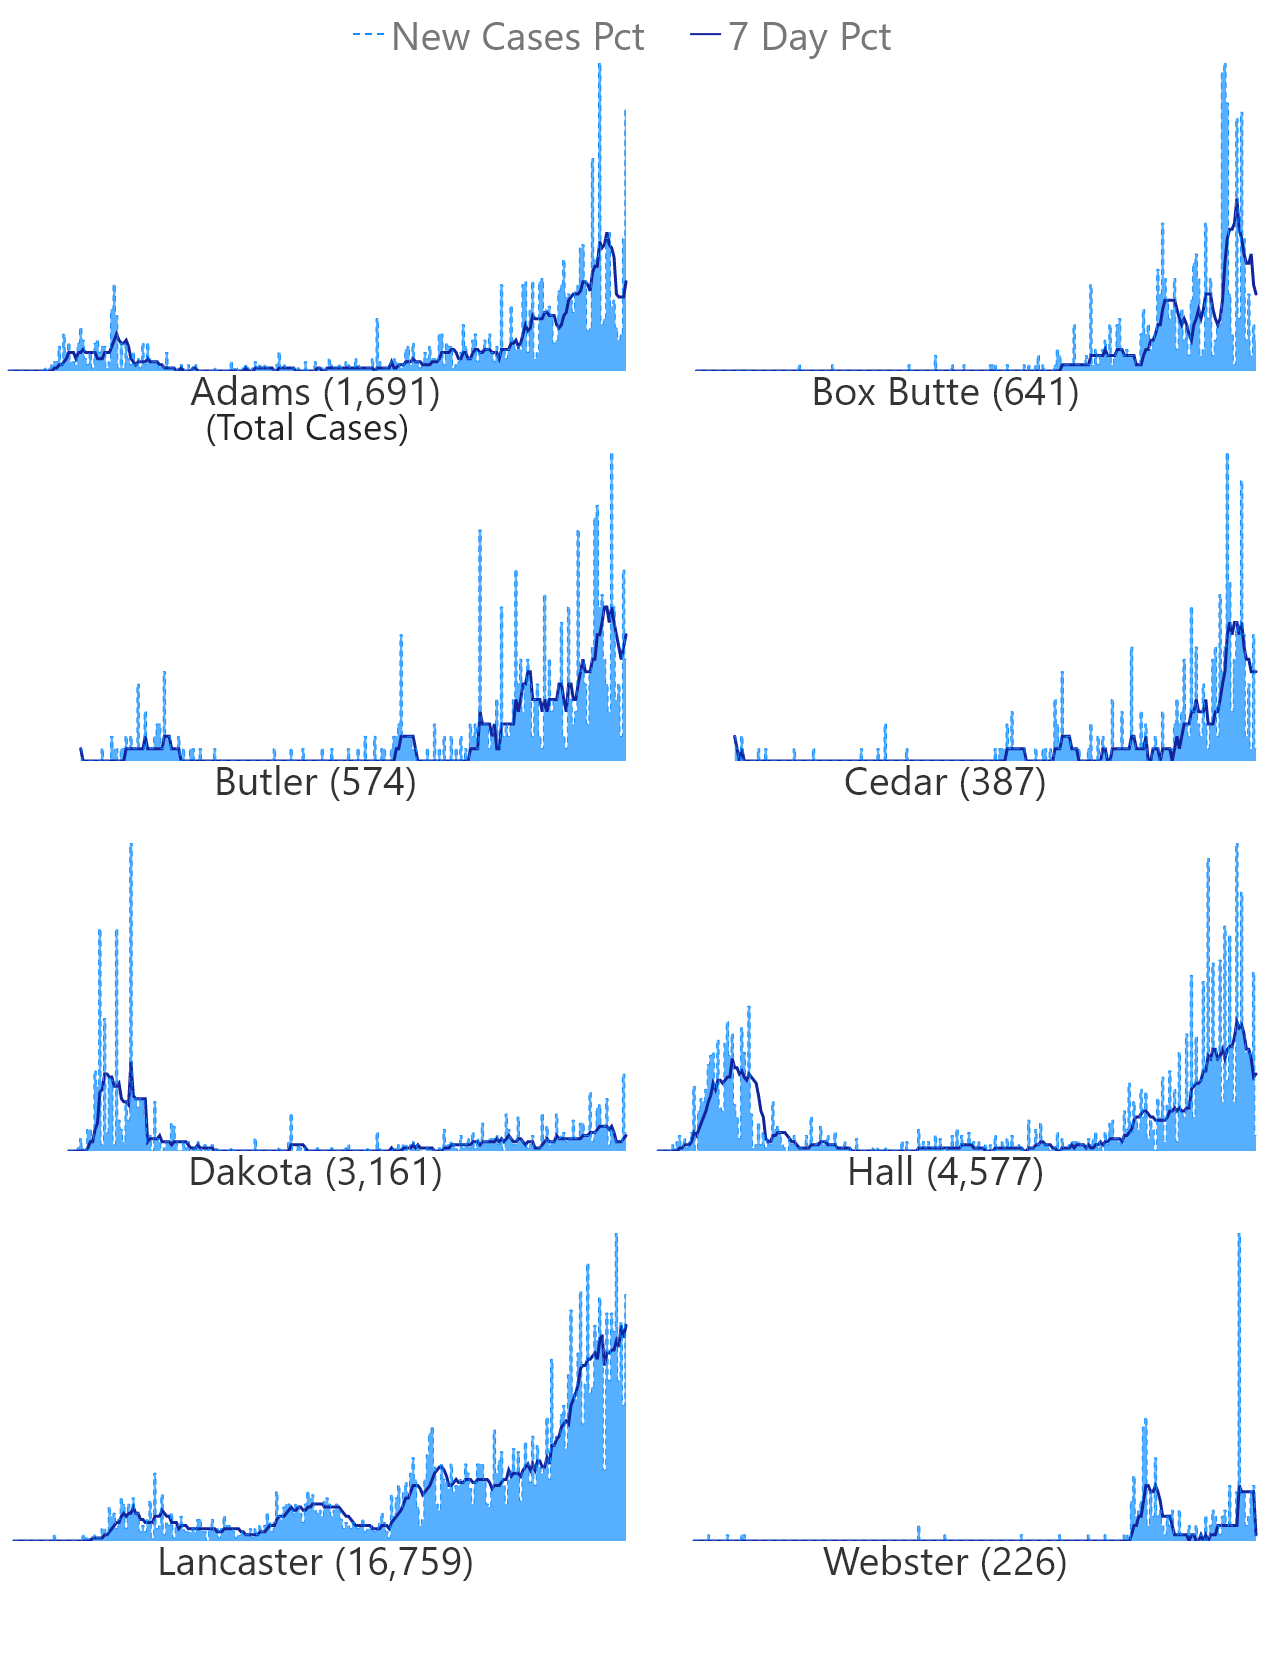 New Cases Pct 7 Day Pct
Adams (1,691) Box Butte (641)
(Total Cases)
Butler (574) Cedar (387)
Dakota (3,161) Hall (4,577)
Lancaster (16,759) Webster (226)